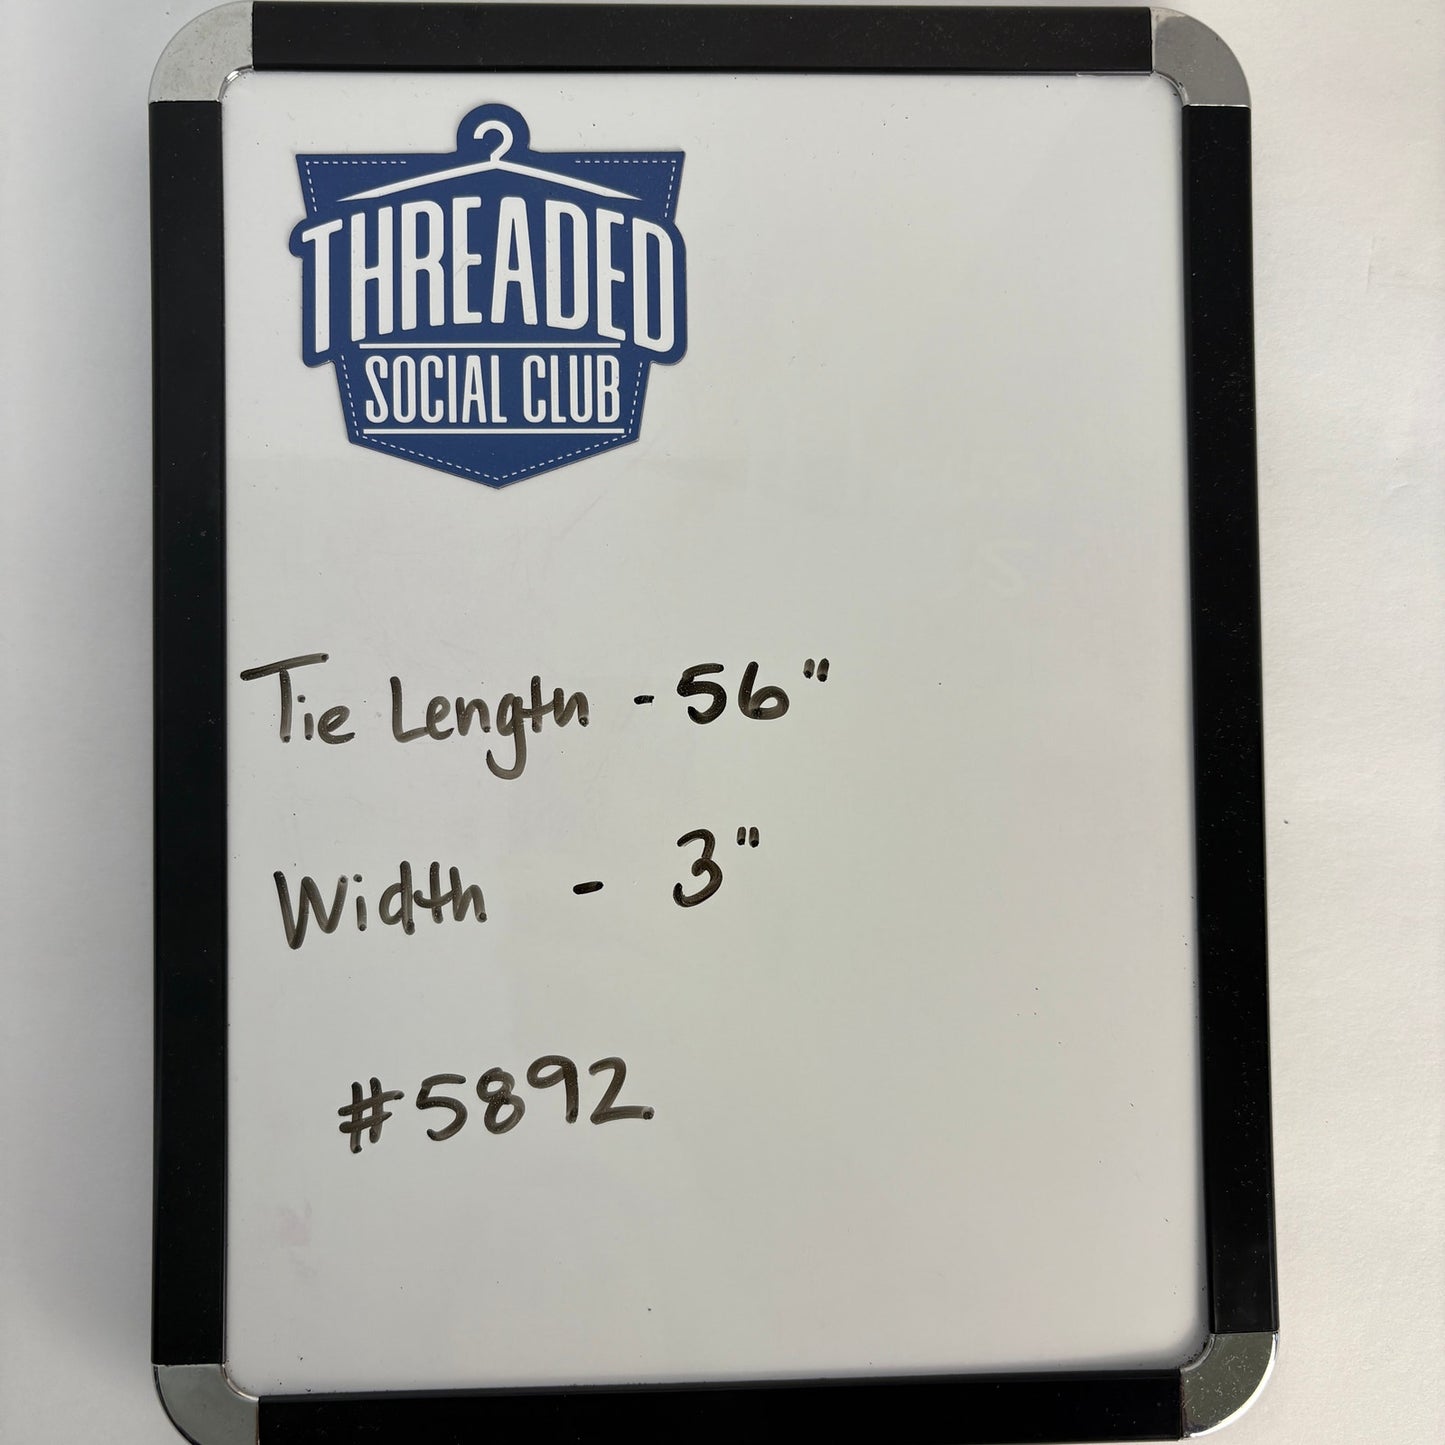 THREADED
SOCIAL CLUB
Tie Length - 56"
Width - 3"
#5892